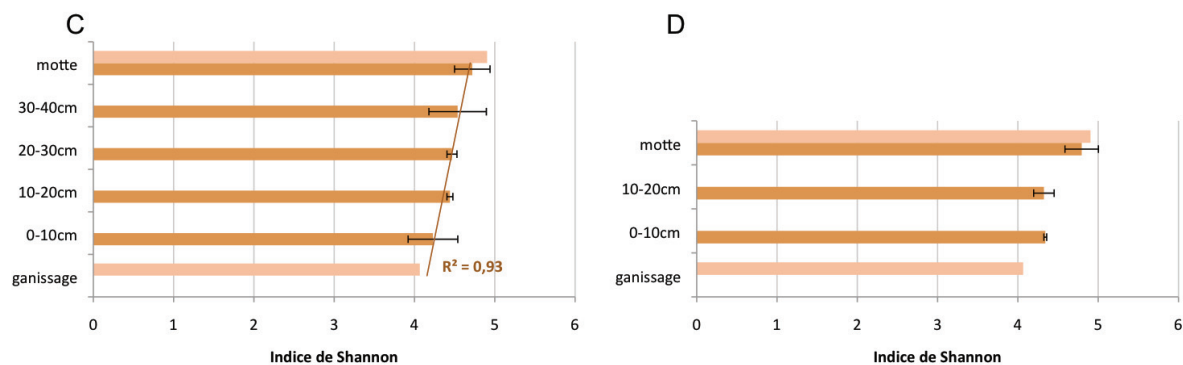 C
motte
30-40cm
20-30cm
10-20cm
0-10cm
ganissage
R² = 0,93
0 1 2 3 4 5 6
Indice de Shannon
D
motte
10-20cm
0-10cm
ganissage
0 1 2 3 4 5 6
Indice de Shannon